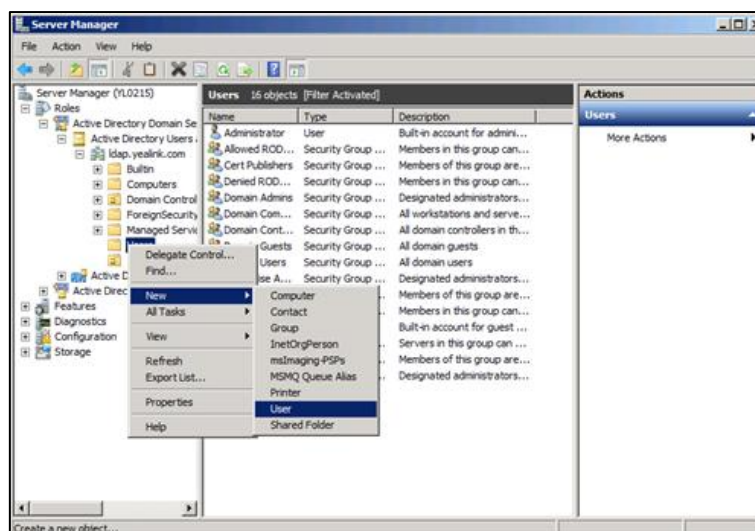 Server Manager
File Action View Help
Server Manager (YL0215)
Roles
Active Directory Domain Se
Active Directory Users
ldap.yealink.com
Builtin
Computers
Domain Control
ForeignSecurity
Managed Servic
Active D
Active Direc
Features
Diagnostics
Configuration
Storage
Users 16 objects [Filter Activated]
Name Type Description
Administrator User Built-in account for admini...
Allowed ROD... Security Group ... Members in this group can...
Cert Publishers Security Group ... Members of this group are...
Denied ROD... Security Group ... Members in this group can...
Domain Admins Security Group ... Designated administrators...
Domain Com... Security Group ... All workstations and serve...
Domain Cont... Security Group ... All domain controllers in th...
Guests Security Group ... All domain guests
Users Security Group ... All domain users
se A... Security Group ... Designated administrators...
Members of this group are...
Members in this group can...
Built-in account for guest ...
Servers in this group can ...
Members of this group are...
Designated administrators...
Delegate Control...
Find...
New
All Tasks
View
Refresh
Export List...
Properties
Help
Computer
Contact
Group
InetOrgPerson
msImaging-PSPs
MSMQ Queue Alias
Printer
User
Shared Folder
Actions
Users
More Actions
Create a new object...